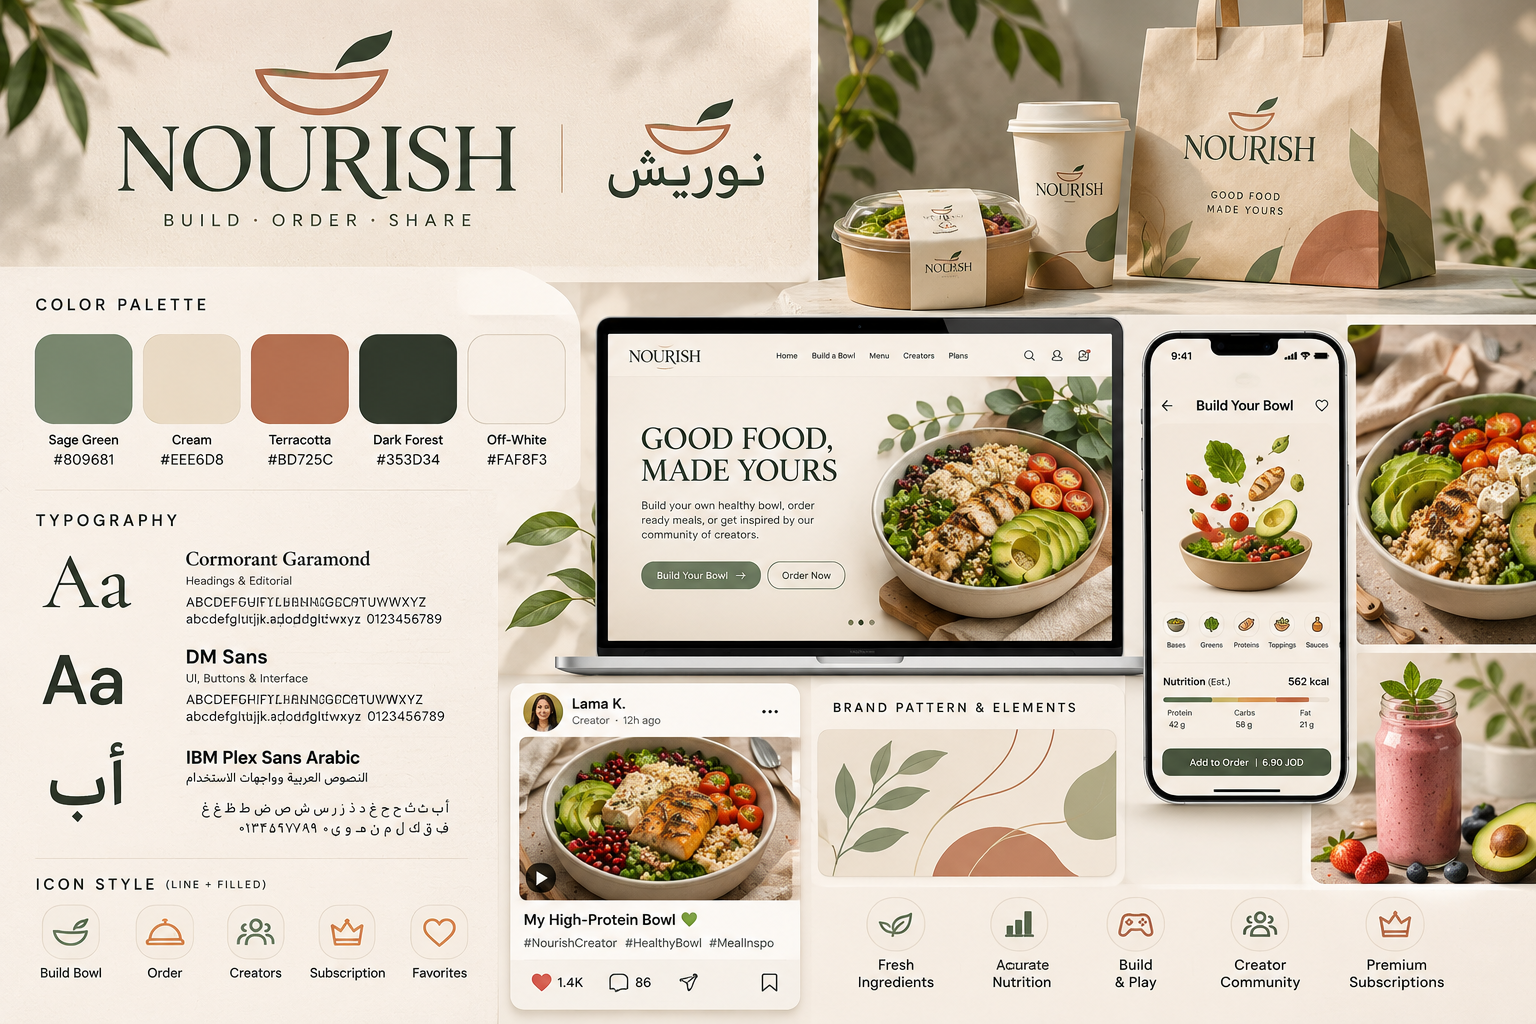 NOURISH
BUILD · ORDER · SHARE
نوريش
NOURISH
NOURISH
NOURISH
GOOD FOOD
MADE YOURS
COLOR PALETTE
Sage Green
#809681
Cream
#EEE6D8
Terracotta
#BD725C
Dark Forest
#353D34
Off-White
#FAF8F3
TYPOGRAPHY
Aa
Cormorant Garamond
Headings & Editorial
0123456789
Aa
DM Sans
UI, Buttons & Interface
0123456789
أب
IBM Plex Sans Arabic
النصوص العربية وواجهات الاستخدام
ICON STYLE (LINE + FILLED)
Build Bowl
Order
Creators
Subscription
Favorites
NOURISH
Home Build a Bowl Menu Creators Plans
GOOD FOOD,
MADE YOURS
Build your own healthy bowl, order
ready meals, or get inspired by our
community of creators.
Build Your Bowl →
Order Now
9:41
Build Your Bowl
Bases Greens Proteins Toppings Sauces
Nutrition (Est.) 562 kcal
Protein Carbs Fat
42 g 58 g 21 g
Add to Order | 6.90 JOD
Lama K.
Creator · 12h ago
My High-Protein Bowl 💚
#NourishCreator #HealthyBowl #MealInspo
1.4K 86
BRAND PATTERN & ELEMENTS
Fresh
Ingredients
Acurate
Nutrition
Build
& Play
Creator
Community
Premium
Subscriptions